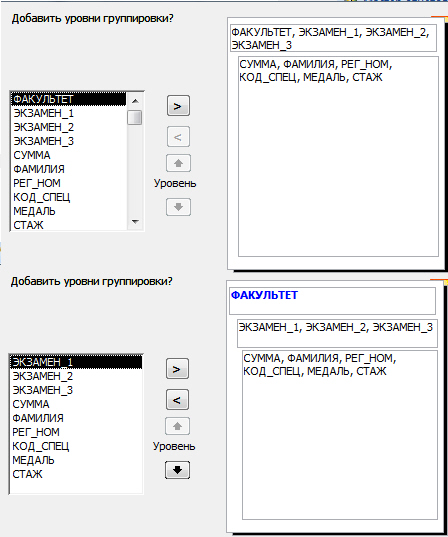 Добавить уровни группировки?
ФАКУЛЬТЕТ, ЭКЗАМЕН_1, ЭКЗАМЕН_2,
ЭКЗАМЕН_3
СУММА, ФАМИЛИЯ, РЕГ_НОМ,
КОД_СПЕЦ, МЕДАЛЬ, СТАЖ
ФАКУЛЬТЕТ
ЭКЗАМЕН_1
ЭКЗАМЕН_2
ЭКЗАМЕН_3
СУММА
ФАМИЛИЯ
РЕГ_НОМ
КОД_СПЕЦ
МЕДАЛЬ
СТАЖ
>
<
Уровень
Добавить уровни группировки?
ФАКУЛЬТЕТ
ЭКЗАМЕН_1, ЭКЗАМЕН_2, ЭКЗАМЕН_3
СУММА, ФАМИЛИЯ, РЕГ_НОМ,
КОД_СПЕЦ, МЕДАЛЬ, СТАЖ
ЭКЗАМЕН_1
ЭКЗАМЕН_2
ЭКЗАМЕН_3
СУММА
ФАМИЛИЯ
РЕГ_НОМ
КОД_СПЕЦ
МЕДАЛЬ
СТАЖ
>
<
Уровень